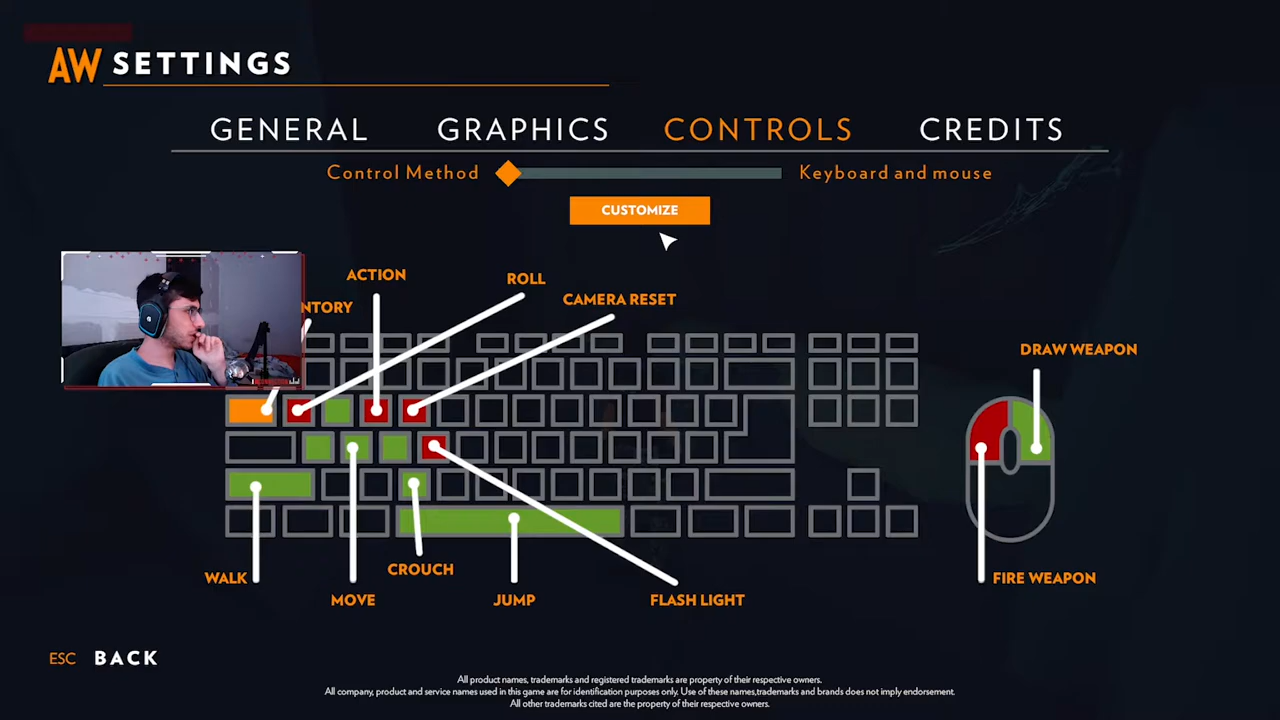 AW SETTINGS
GENERAL GRAPHICS CONTROLS CREDITS
Control Method Keyboard and mouse
CUSTOMIZE
ACTION
ROLL
CAMERA RESET
NTORY
DRAW WEAPON
WALK
MOVE
CROUCH
JUMP
FLASH LIGHT
FIRE WEAPON
ESC BACK
All product names, trademarks and registered trademarks are property of their respective owners.
All company, product and service names used in this game are for identification purposes only. Use of these names,trademarks and brands does not imply endorsement.
All other trademarks cited are the property of their respective owners.